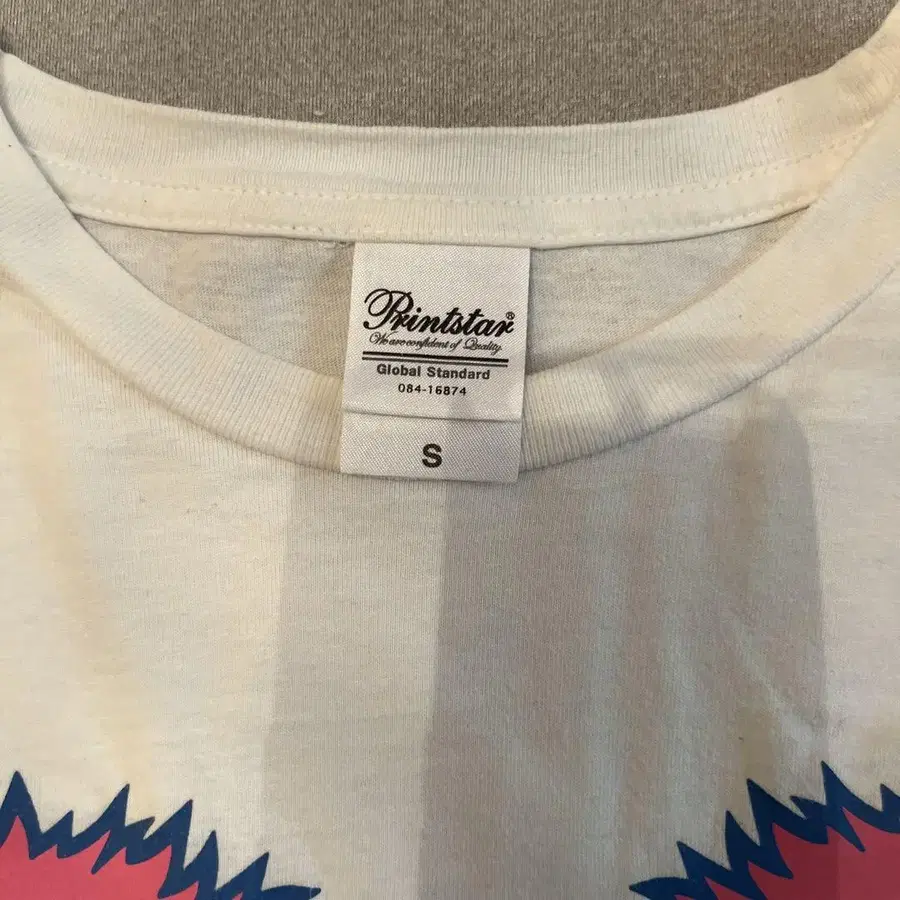 Printstar®
We are confident of Quality.
Global Standard
084-16874
S